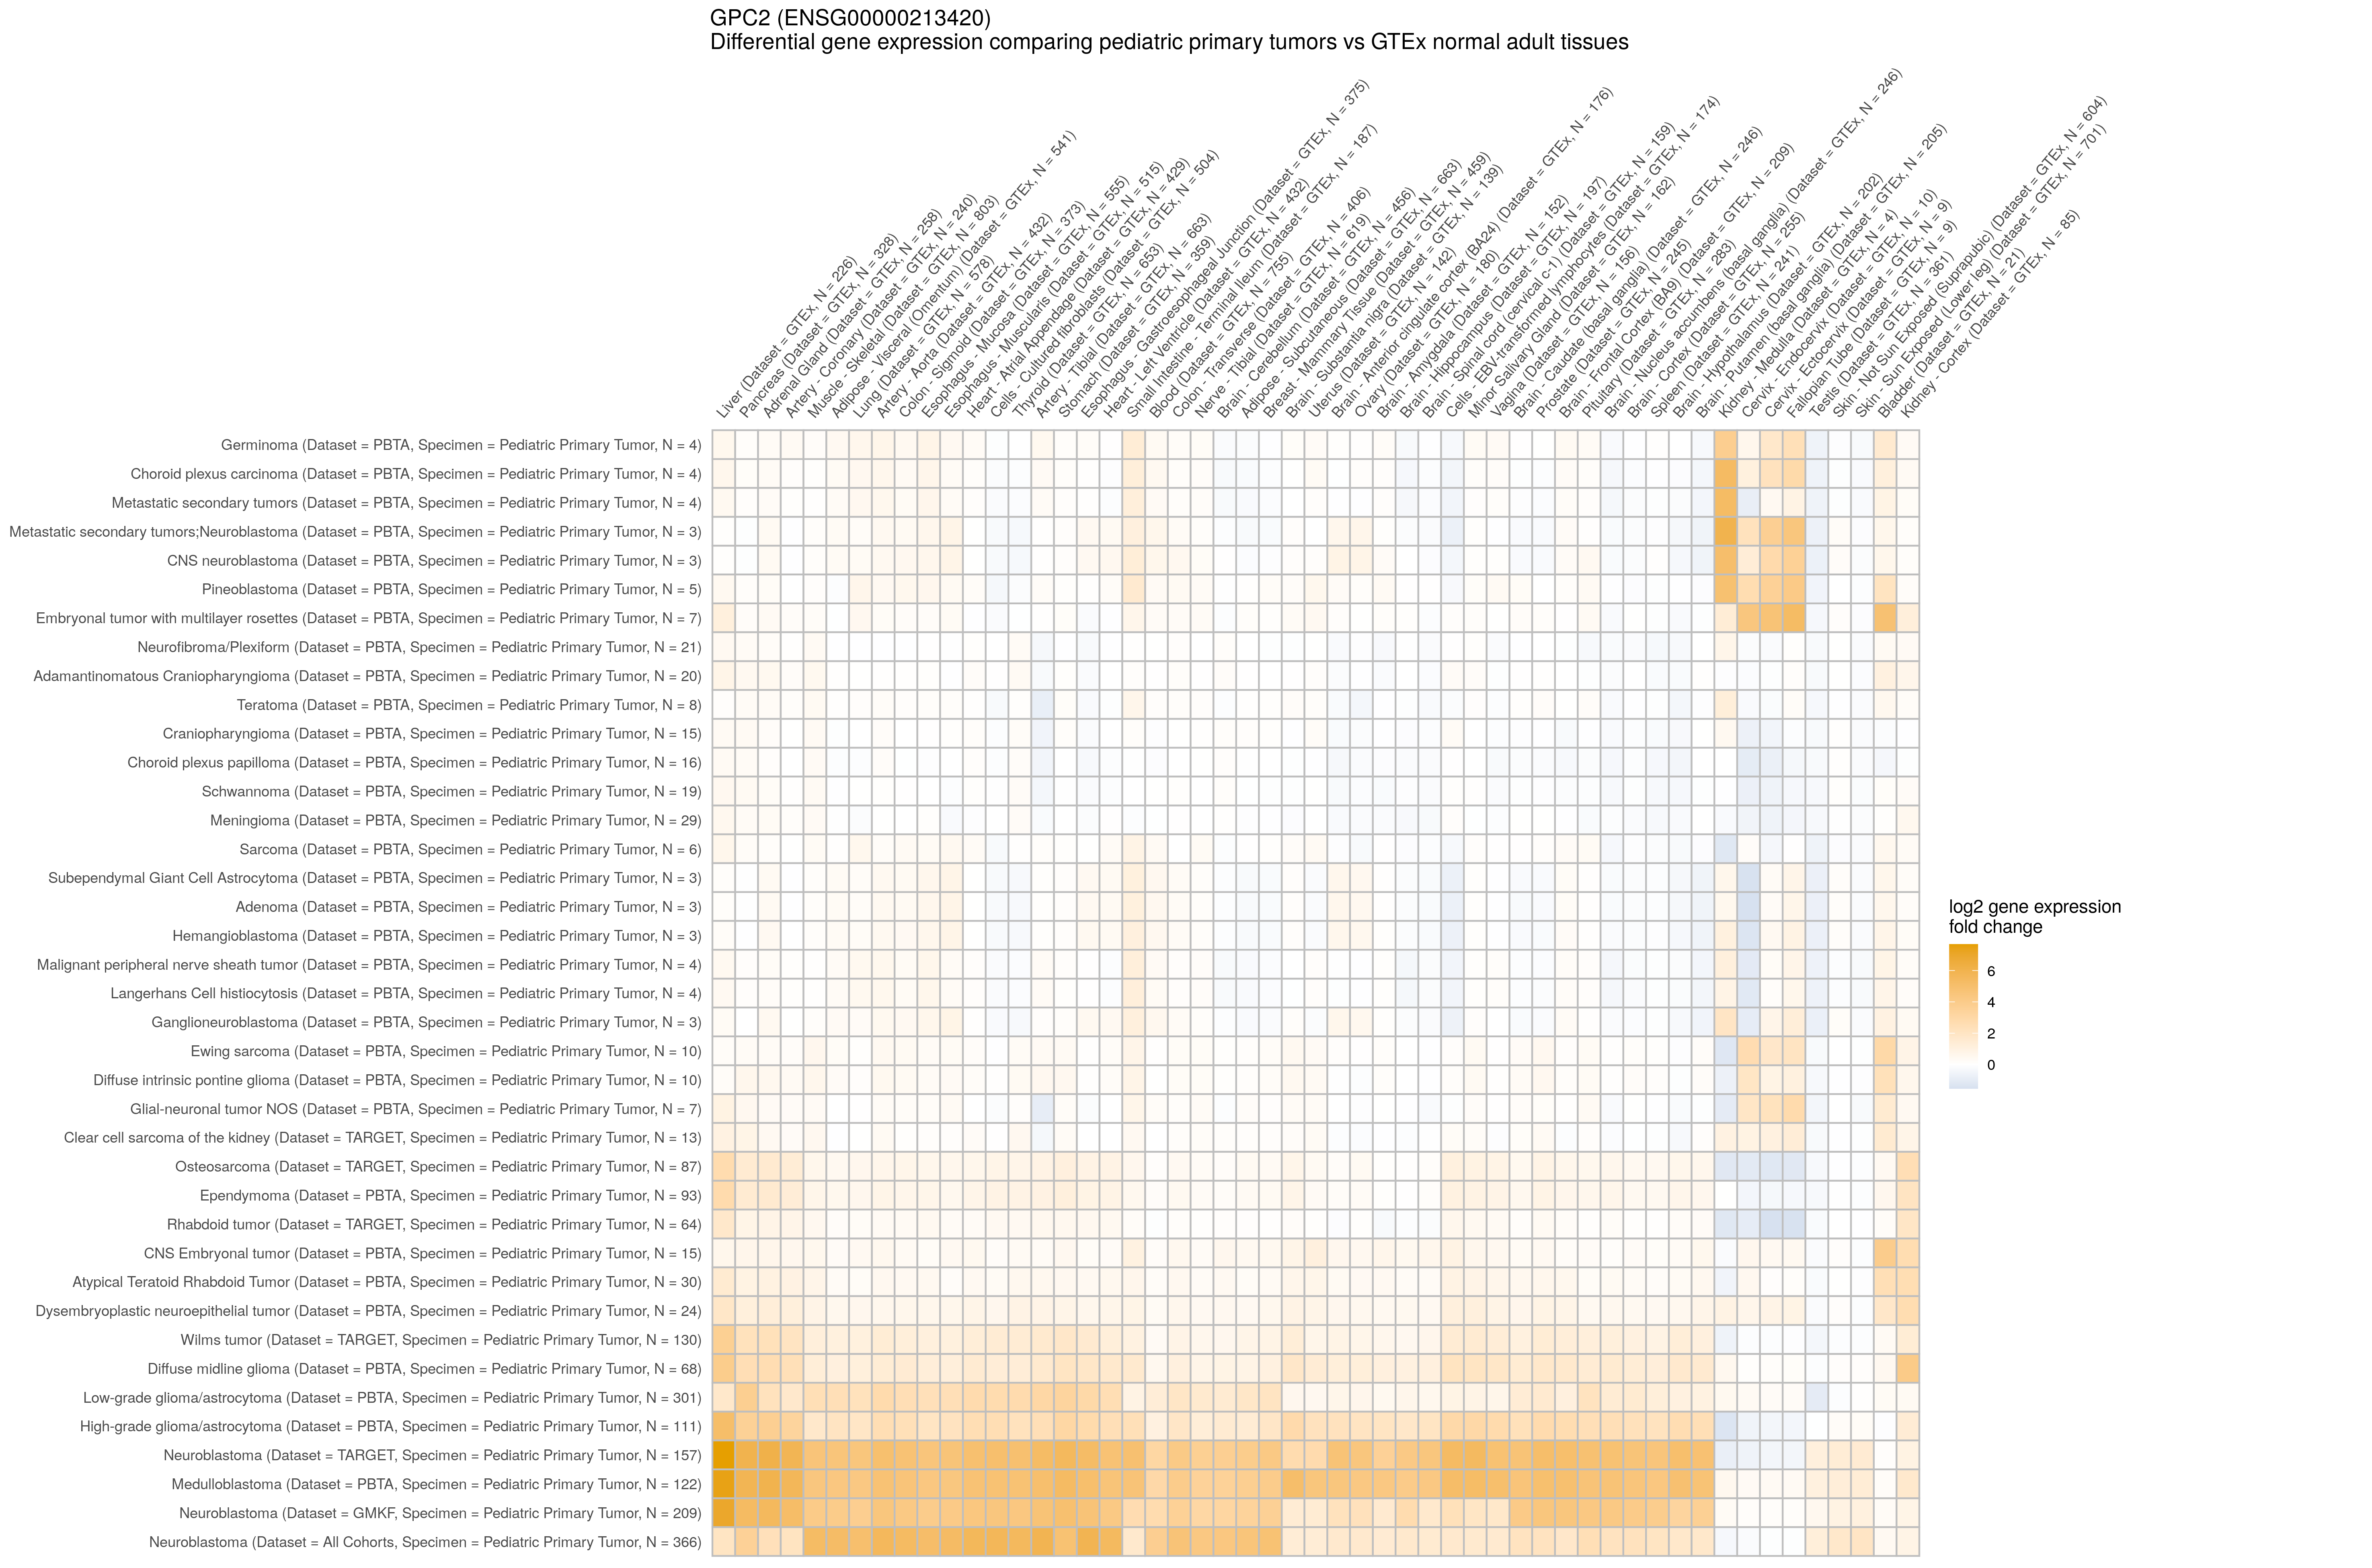 GPC2 (ENSG00000213420)
Differential gene expression comparing pediatric primary tumors vs GTEx normal adult tissues
Liver (Dataset = GTEx, N = 226)
Pancreas (Dataset = GTEx, N = 328)
Adrenal Gland (Dataset = GTEx, N = 258)
Artery - Coronary (Dataset = GTEx, N = 240)
Muscle - Skeletal (Dataset = GTEx, N = 803)
Adipose - Visceral (Omentum) (Dataset = GTEx, N = 541)
Lung (Dataset = GTEx, N = 578)
Artery - Aorta (Dataset = GTEx, N = 432)
Colon - Sigmoid (Dataset = GTEx, N = 373)
Esophagus - Mucosa (Dataset = GTEx, N = 555)
Esophagus - Muscularis (Dataset = GTEx, N = 515)
Heart - Atrial Appendage (Dataset = GTEx, N = 429)
Cells - Cultured fibroblasts (Dataset = GTEx, N = 504)
Thyroid (Dataset = GTEx, N = 653)
Artery - Tibial (Dataset = GTEx, N = 663)
Stomach (Dataset = GTEx, N = 359)
Esophagus - Gastroesophageal Junction (Dataset = GTEx, N = 375)
Heart - Left Ventricle (Dataset = GTEx, N = 432)
Small Intestine - Terminal Ileum (Dataset = GTEx, N = 187)
Blood (Dataset = GTEx, N = 755)
Colon - Transverse (Dataset = GTEx, N = 406)
Nerve - Tibial (Dataset = GTEx, N = 619)
Brain - Cerebellum (Dataset = GTEx, N = 456)
Adipose - Subcutaneous (Dataset = GTEx, N = 663)
Breast - Mammary Tissue (Dataset = GTEx, N = 459)
Brain - Substantia nigra (Dataset = GTEx, N = 139)
Uterus (Dataset = GTEx, N = 142)
Brain - Anterior cingulate cortex (BA24) (Dataset = GTEx, N = 176)
Ovary (Dataset = GTEx, N = 180)
Brain - Amygdala (Dataset = GTEx, N = 152)
Brain - Hippocampus (Dataset = GTEx, N = 197)
Brain - Spinal cord (cervical c-1) (Dataset = GTEx, N = 159)
Cells - EBV-transformed lymphocytes (Dataset = GTEx, N = 174)
Minor Salivary Gland (Dataset = GTEx, N = 162)
Vagina (Dataset = GTEx, N = 156)
Brain - Caudate (basal ganglia) (Dataset = GTEx, N = 246)
Prostate (Dataset = GTEx, N = 245)
Brain - Frontal Cortex (BA9) (Dataset = GTEx, N = 209)
Pituitary (Dataset = GTEx, N = 283)
Brain - Nucleus accumbens (basal ganglia) (Dataset = GTEx, N = 246)
Brain - Cortex (Dataset = GTEx, N = 255)
Spleen (Dataset = GTEx, N = 241)
Brain - Hypothalamus (Dataset = GTEx, N = 202)
Brain - Putamen (basal ganglia) (Dataset = GTEx, N = 205)
Kidney - Medulla (Dataset = GTEx, N = 4)
Cervix - Endocervix (Dataset = GTEx, N = 10)
Cervix - Ectocervix (Dataset = GTEx, N = 9)
Fallopian Tube (Dataset = GTEx, N = 9)
Testis (Dataset = GTEx, N = 361)
Skin - Not Sun Exposed (Suprapubic) (Dataset = GTEx, N = 604)
Skin - Sun Exposed (Lower leg) (Dataset = GTEx, N = 701)
Bladder (Dataset = GTEx, N = 21)
Kidney - Cortex (Dataset = GTEx, N = 85)
Germinoma (Dataset = PBTA, Specimen = Pediatric Primary Tumor, N = 4)
Choroid plexus carcinoma (Dataset = PBTA, Specimen = Pediatric Primary Tumor, N = 4)
Metastatic secondary tumors (Dataset = PBTA, Specimen = Pediatric Primary Tumor, N = 4)
Metastatic secondary tumors;Neuroblastoma (Dataset = PBTA, Specimen = Pediatric Primary Tumor, N = 3)
CNS neuroblastoma (Dataset = PBTA, Specimen = Pediatric Primary Tumor, N = 3)
Pineoblastoma (Dataset = PBTA, Specimen = Pediatric Primary Tumor, N = 5)
Embryonal tumor with multilayer rosettes (Dataset = PBTA, Specimen = Pediatric Primary Tumor, N = 7)
Neurofibroma/Plexiform (Dataset = PBTA, Specimen = Pediatric Primary Tumor, N = 21)
Adamantinomatous Craniopharyngioma (Dataset = PBTA, Specimen = Pediatric Primary Tumor, N = 20)
Teratoma (Dataset = PBTA, Specimen = Pediatric Primary Tumor, N = 8)
Craniopharyngioma (Dataset = PBTA, Specimen = Pediatric Primary Tumor, N = 15)
Choroid plexus papilloma (Dataset = PBTA, Specimen = Pediatric Primary Tumor, N = 16)
Schwannoma (Dataset = PBTA, Specimen = Pediatric Primary Tumor, N = 19)
Meningioma (Dataset = PBTA, Specimen = Pediatric Primary Tumor, N = 29)
Sarcoma (Dataset = PBTA, Specimen = Pediatric Primary Tumor, N = 6)
Subependymal Giant Cell Astrocytoma (Dataset = PBTA, Specimen = Pediatric Primary Tumor, N = 3)
Adenoma (Dataset = PBTA, Specimen = Pediatric Primary Tumor, N = 3)
Hemangioblastoma (Dataset = PBTA, Specimen = Pediatric Primary Tumor, N = 3)
Malignant peripheral nerve sheath tumor (Dataset = PBTA, Specimen = Pediatric Primary Tumor, N = 4)
Langerhans Cell histiocytosis (Dataset = PBTA, Specimen = Pediatric Primary Tumor, N = 4)
Ganglioneuroblastoma (Dataset = PBTA, Specimen = Pediatric Primary Tumor, N = 3)
Ewing sarcoma (Dataset = PBTA, Specimen = Pediatric Primary Tumor, N = 10)
Diffuse intrinsic pontine glioma (Dataset = PBTA, Specimen = Pediatric Primary Tumor, N = 10)
Glial-neuronal tumor NOS (Dataset = PBTA, Specimen = Pediatric Primary Tumor, N = 7)
Clear cell sarcoma of the kidney (Dataset = TARGET, Specimen = Pediatric Primary Tumor, N = 13)
Osteosarcoma (Dataset = TARGET, Specimen = Pediatric Primary Tumor, N = 87)
Ependymoma (Dataset = PBTA, Specimen = Pediatric Primary Tumor, N = 93)
Rhabdoid tumor (Dataset = TARGET, Specimen = Pediatric Primary Tumor, N = 64)
CNS Embryonal tumor (Dataset = PBTA, Specimen = Pediatric Primary Tumor, N = 15)
Atypical Teratoid Rhabdoid Tumor (Dataset = PBTA, Specimen = Pediatric Primary Tumor, N = 30)
Dysembryoplastic neuroepithelial tumor (Dataset = PBTA, Specimen = Pediatric Primary Tumor, N = 24)
Wilms tumor (Dataset = TARGET, Specimen = Pediatric Primary Tumor, N = 130)
Diffuse midline glioma (Dataset = PBTA, Specimen = Pediatric Primary Tumor, N = 68)
Low-grade glioma/astrocytoma (Dataset = PBTA, Specimen = Pediatric Primary Tumor, N = 301)
High-grade glioma/astrocytoma (Dataset = PBTA, Specimen = Pediatric Primary Tumor, N = 111)
Neuroblastoma (Dataset = TARGET, Specimen = Pediatric Primary Tumor, N = 157)
Medulloblastoma (Dataset = PBTA, Specimen = Pediatric Primary Tumor, N = 122)
Neuroblastoma (Dataset = GMKF, Specimen = Pediatric Primary Tumor, N = 209)
Neuroblastoma (Dataset = All Cohorts, Specimen = Pediatric Primary Tumor, N = 366)
log2 gene expression
fold change
6
4
2
0